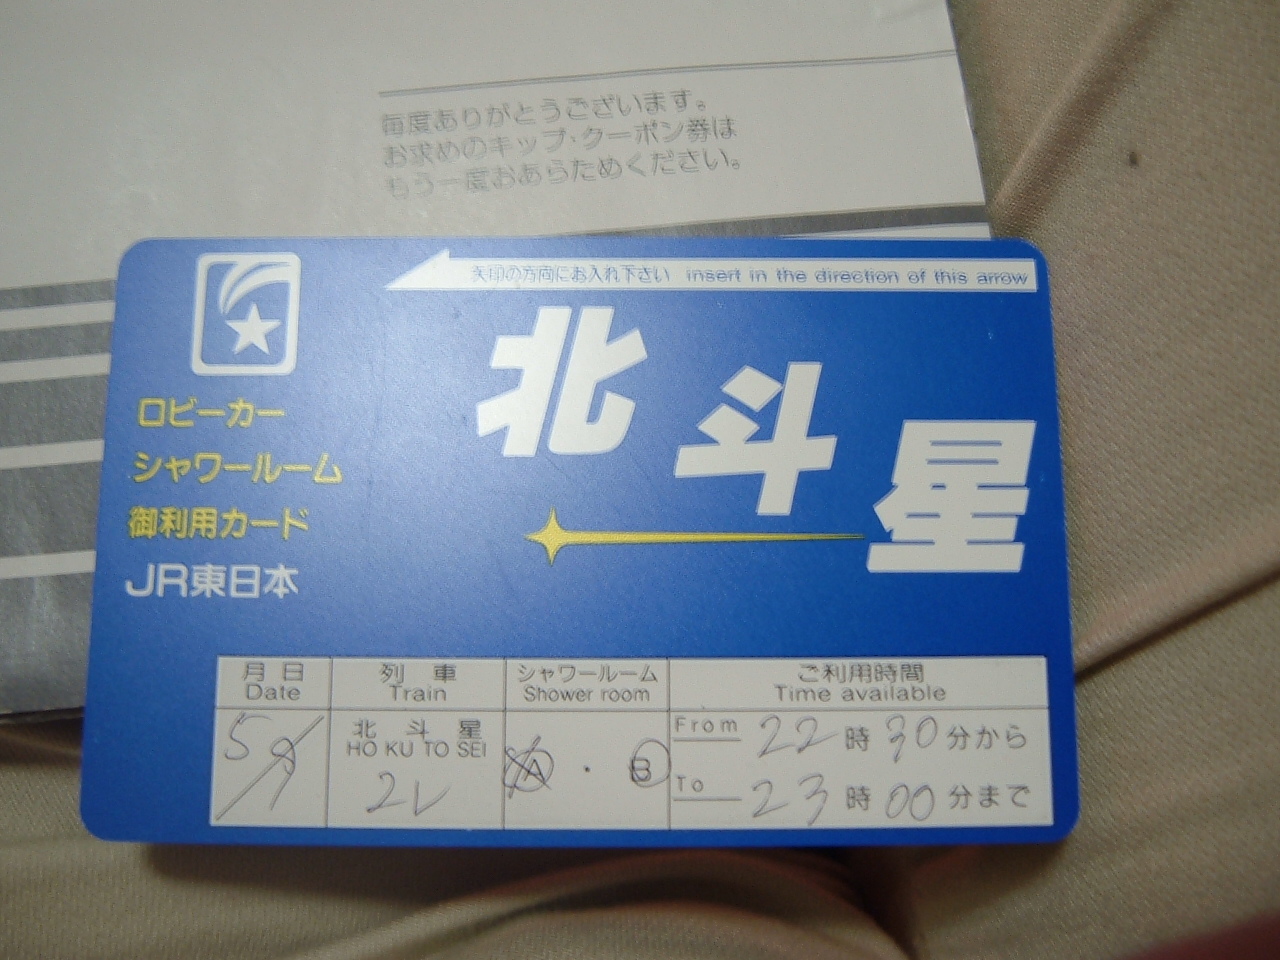 毎度ありがとうございます。
お求めのキップ・クーポン券は
もう一度おあらためください。
矢印の方向にお入れ下さい insert in the direction of this arrow
北斗星
ロビーカー
シャワールーム
御利用カード
JR東日本
月日 列車 シャワールーム ご利用時間
Date Train Shower room Time available
北斗星 From 22時30分から
HO KU TO SEI A・B
To 23時00分まで